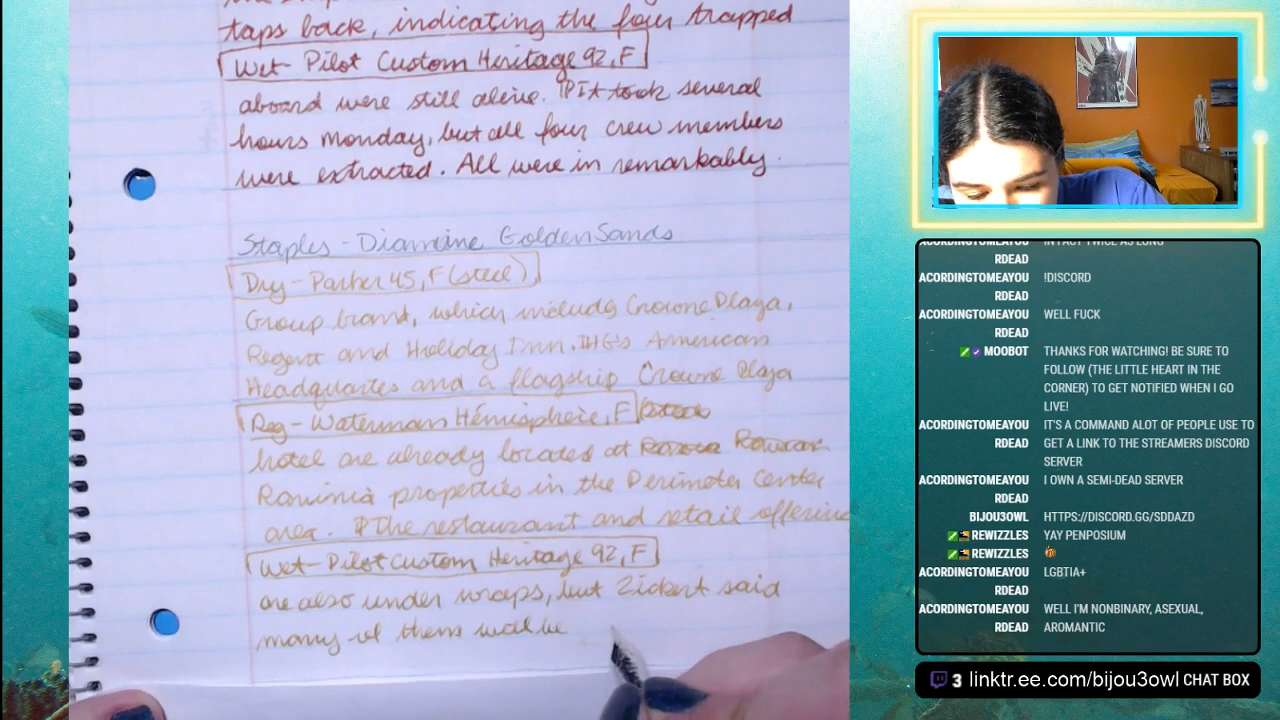 taps back, indicating the four trapped
Wet- Pilot Custom Heritage 92, F
aboard were still alive. It took several
hours Monday, but all four crew members
were extracted. All were in remarkably.
Staples - Diamine Golden Sands
Dry- Parker 45, F (steel)
Group brand, which includes Crowne Plaza,
Regent and Holiday Inn. IHG's American
Headquartes and a flagship Crowne Plaza
Reg- Waterman Hémisphère, F
hotel are already located at
Ravinia properties in the Perimeter Center
area. The restaurant and retail offering
Wet- Pilot Custom Heritage 92, F
are also under wraps, but Zickert said
many of them will be
ACORDINGTOMEAYOU IN FACT TWICE AS LONG
RDEAD
ACORDINGTOMEAYOU !DISCORD
RDEAD
ACORDINGTOMEAYOU WELL FUCK
RDEAD
MOOBOT THANKS FOR WATCHING! BE SURE TO
FOLLOW (THE LITTLE HEART IN THE
CORNER) TO GET NOTIFIED WHEN I GO
LIVE!
ACORDINGTOMEAYOU IT'S A COMMAND ALOT OF PEOPLE USE TO
RDEAD GET A LINK TO THE STREAMERS DISCORD
SERVER
ACORDINGTOMEAYOU I OWN A SEMI-DEAD SERVER
RDEAD
BIJOU3OWL HTTPS://DISCORD.GG/SDDAZD
REWIZZLES YAY PENPOSIUM
REWIZZLES
ACORDINGTOMEAYOU LGBTIA+
RDEAD
ACORDINGTOMEAYOU WELL I'M NONBINARY, ASEXUAL,
RDEAD AROMANTIC
3 linktr.ee.com/bijou3owl CHAT BOX